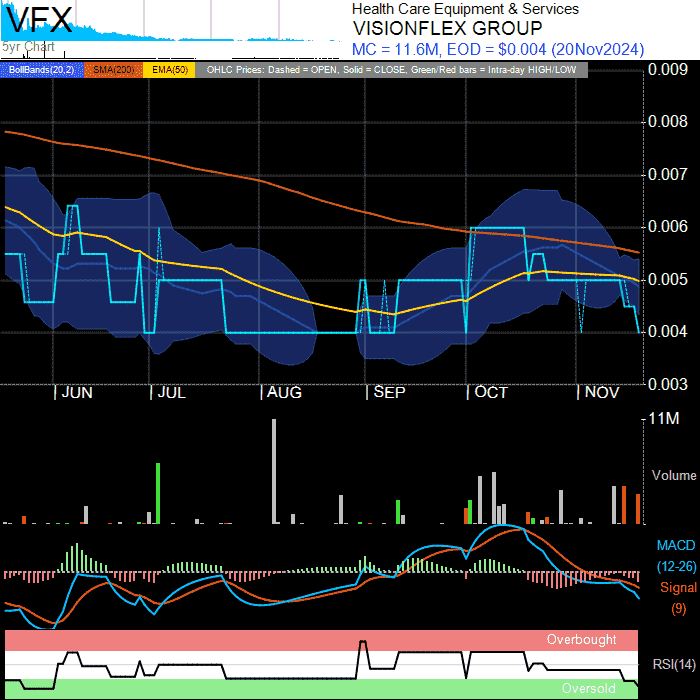 VFX
5yr Chart
Health Care Equipment & Services
VISIONFLEX GROUP
MC = 11.6M, EOD = $0.004 (20Nov2024)
BollBands(20,2) SMA(200) EMA(50) OHLC Prices: Dashed = OPEN, Solid = CLOSE, Green/Red bars = Intra-day HIGH/LOW
0.009
0.008
0.007
0.006
0.005
0.004
0.003
JUN JUL AUG SEP OCT NOV
11M
Volume
MACD
(12-26)
Signal
(9)
Overbought
RSI(14)
Oversold